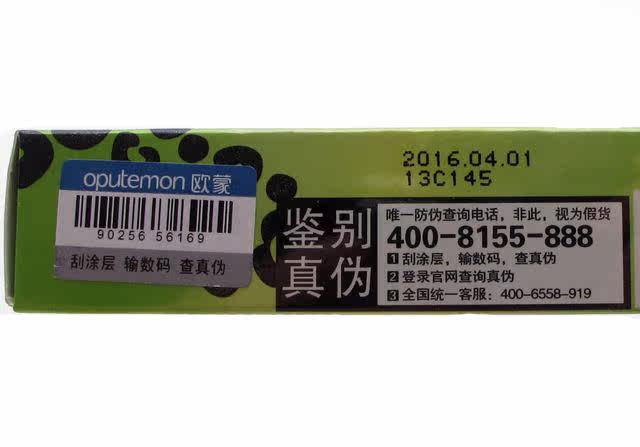 oputemon 欧蒙
90256 56169
刮涂层 输数码 查真伪
2016.04.01
13C145
鉴别
真伪
唯一防伪查询电话，非此，视为假货
400-8155-888
1 刮涂层，输数码，查真伪
2 登录官网查询真伪
3 全国统一客服：400-6558-919